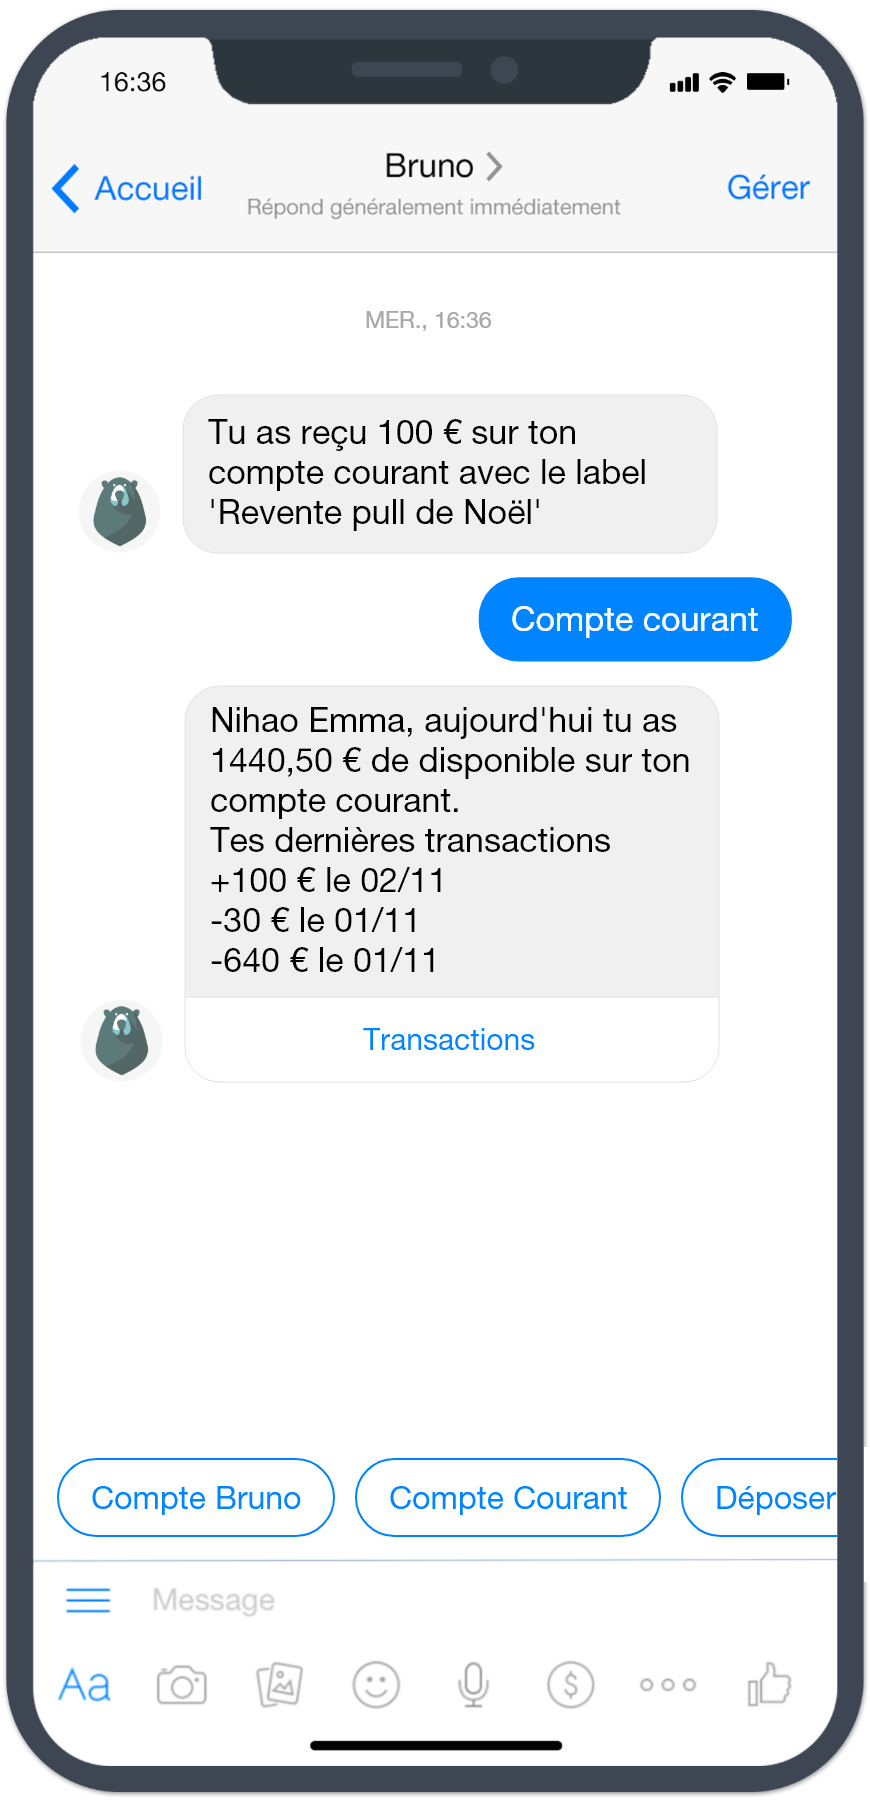 16:36
Accueil
Bruno
Répond généralement immédiatement
Gérer
MER., 16:36
Tu as reçu 100 € sur ton
compte courant avec le label
'Revente pull de Noël'
Compte courant
Nihao Emma, aujourd'hui tu as
1440,50 € de disponible sur ton
compte courant.
Tes dernières transactions
+100 € le 02/11
-30 € le 01/11
-640 € le 01/11
Transactions
Compte Bruno
Compte Courant
Déposer
Message
Aa
$